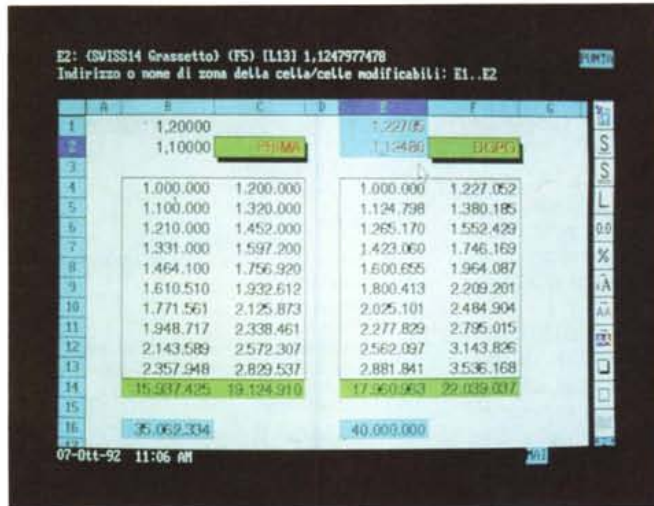 E2: {SWISS14 Grassetto} (F5) [L13] 1,1247977478
PUNTA
Indirizzo o nome di zona della cella/celle modificabili: E1..E2
A B C D E F G
1 1,20000 1,22705
2 1,10000 PRIMA 1,12480 DOPO
3
4 1.000.000 1.200.000 1.000.000 1.227.052
5 1.100.000 1.320.000 1.124.798 1.380.185
6 1.210.000 1.452.000 1.265.170 1.552.429
7 1.331.000 1.597.200 1.423.060 1.746.169
8 1.464.100 1.756.920 1.600.655 1.964.087
9 1.610.510 1.932.612 1.800.413 2.209.201
10 1.771.561 2.125.873 2.025.101 2.484.904
11 1.948.717 2.338.461 2.277.829 2.795.015
12 2.143.589 2.572.307 2.562.097 3.143.826
13 2.357.948 2.829.537 2.881.841 3.536.168
14 15.937.425 19.124.910 17.960.963 22.039.037
15
16 35.062.334 40.000.000
07-Ott-92 11:06 AM
S
S
L
0.0
%